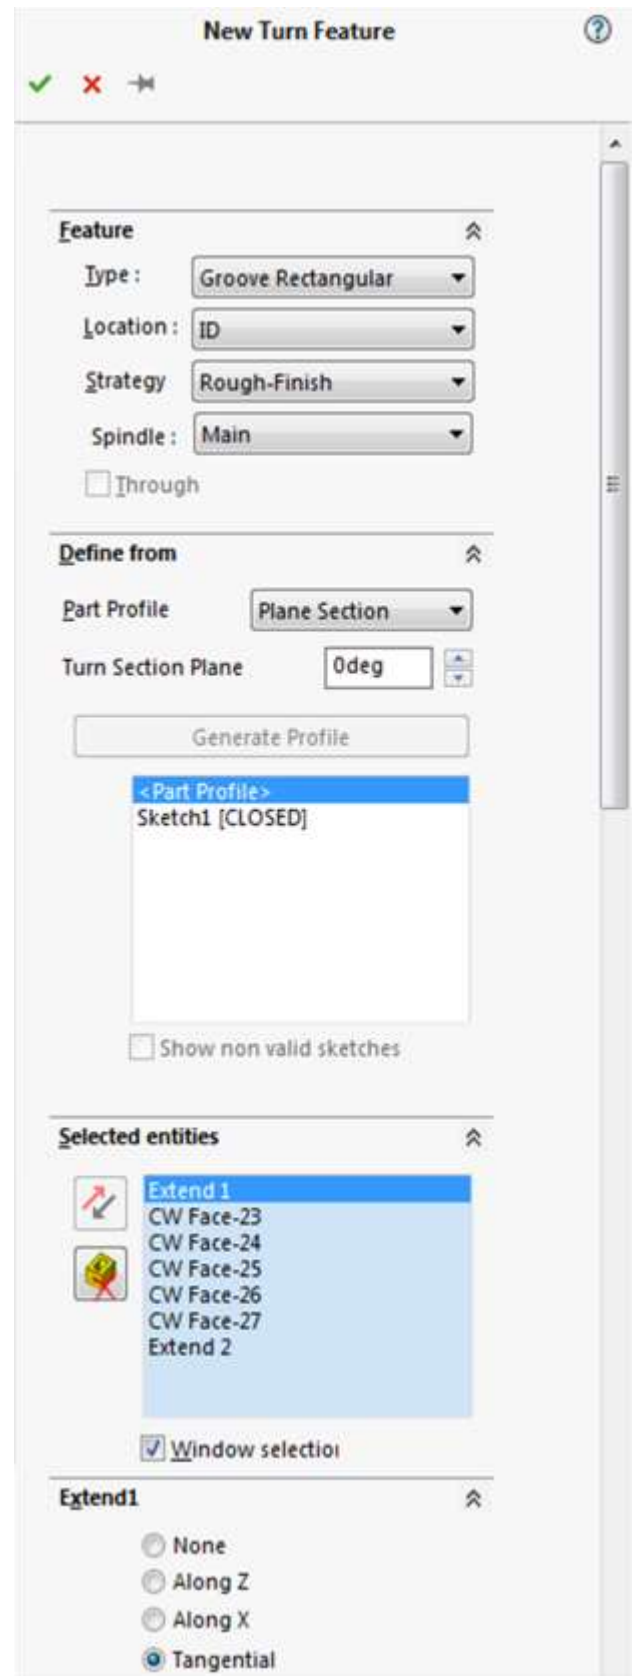 New Turn Feature
?
Feature
Type :
Groove Rectangular
Location :
ID
Strategy
Rough-Finish
Spindle :
Main
Through
Define from
Part Profile
Plane Section
Turn Section Plane
0deg
Generate Profile
<Part Profile>
Sketch1 [CLOSED]
Show non valid sketches
Selected entities
Extend 1
CW Face-23
CW Face-24
CW Face-25
CW Face-26
CW Face-27
Extend 2
Window selection
Extend1
None
Along Z
Along X
Tangential